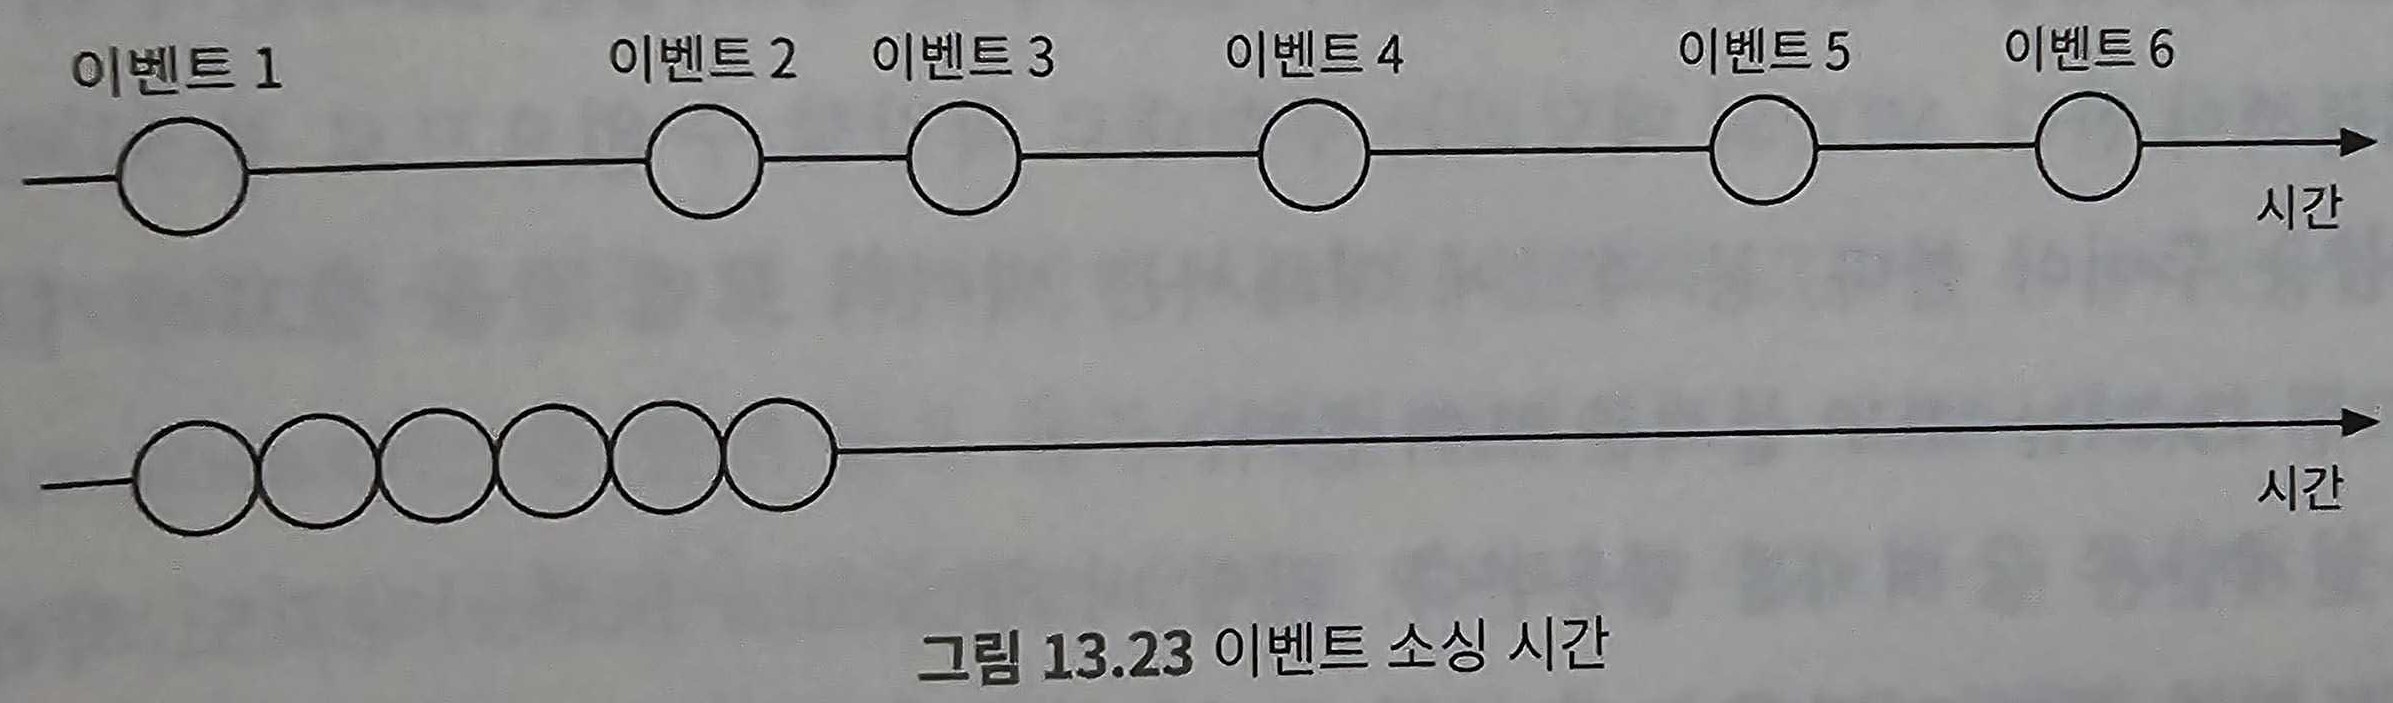 이벤트 1 이벤트 2 이벤트 3 이벤트 4 이벤트 5 이벤트 6
시간
시간
그림 13.23 이벤트 소싱 시간